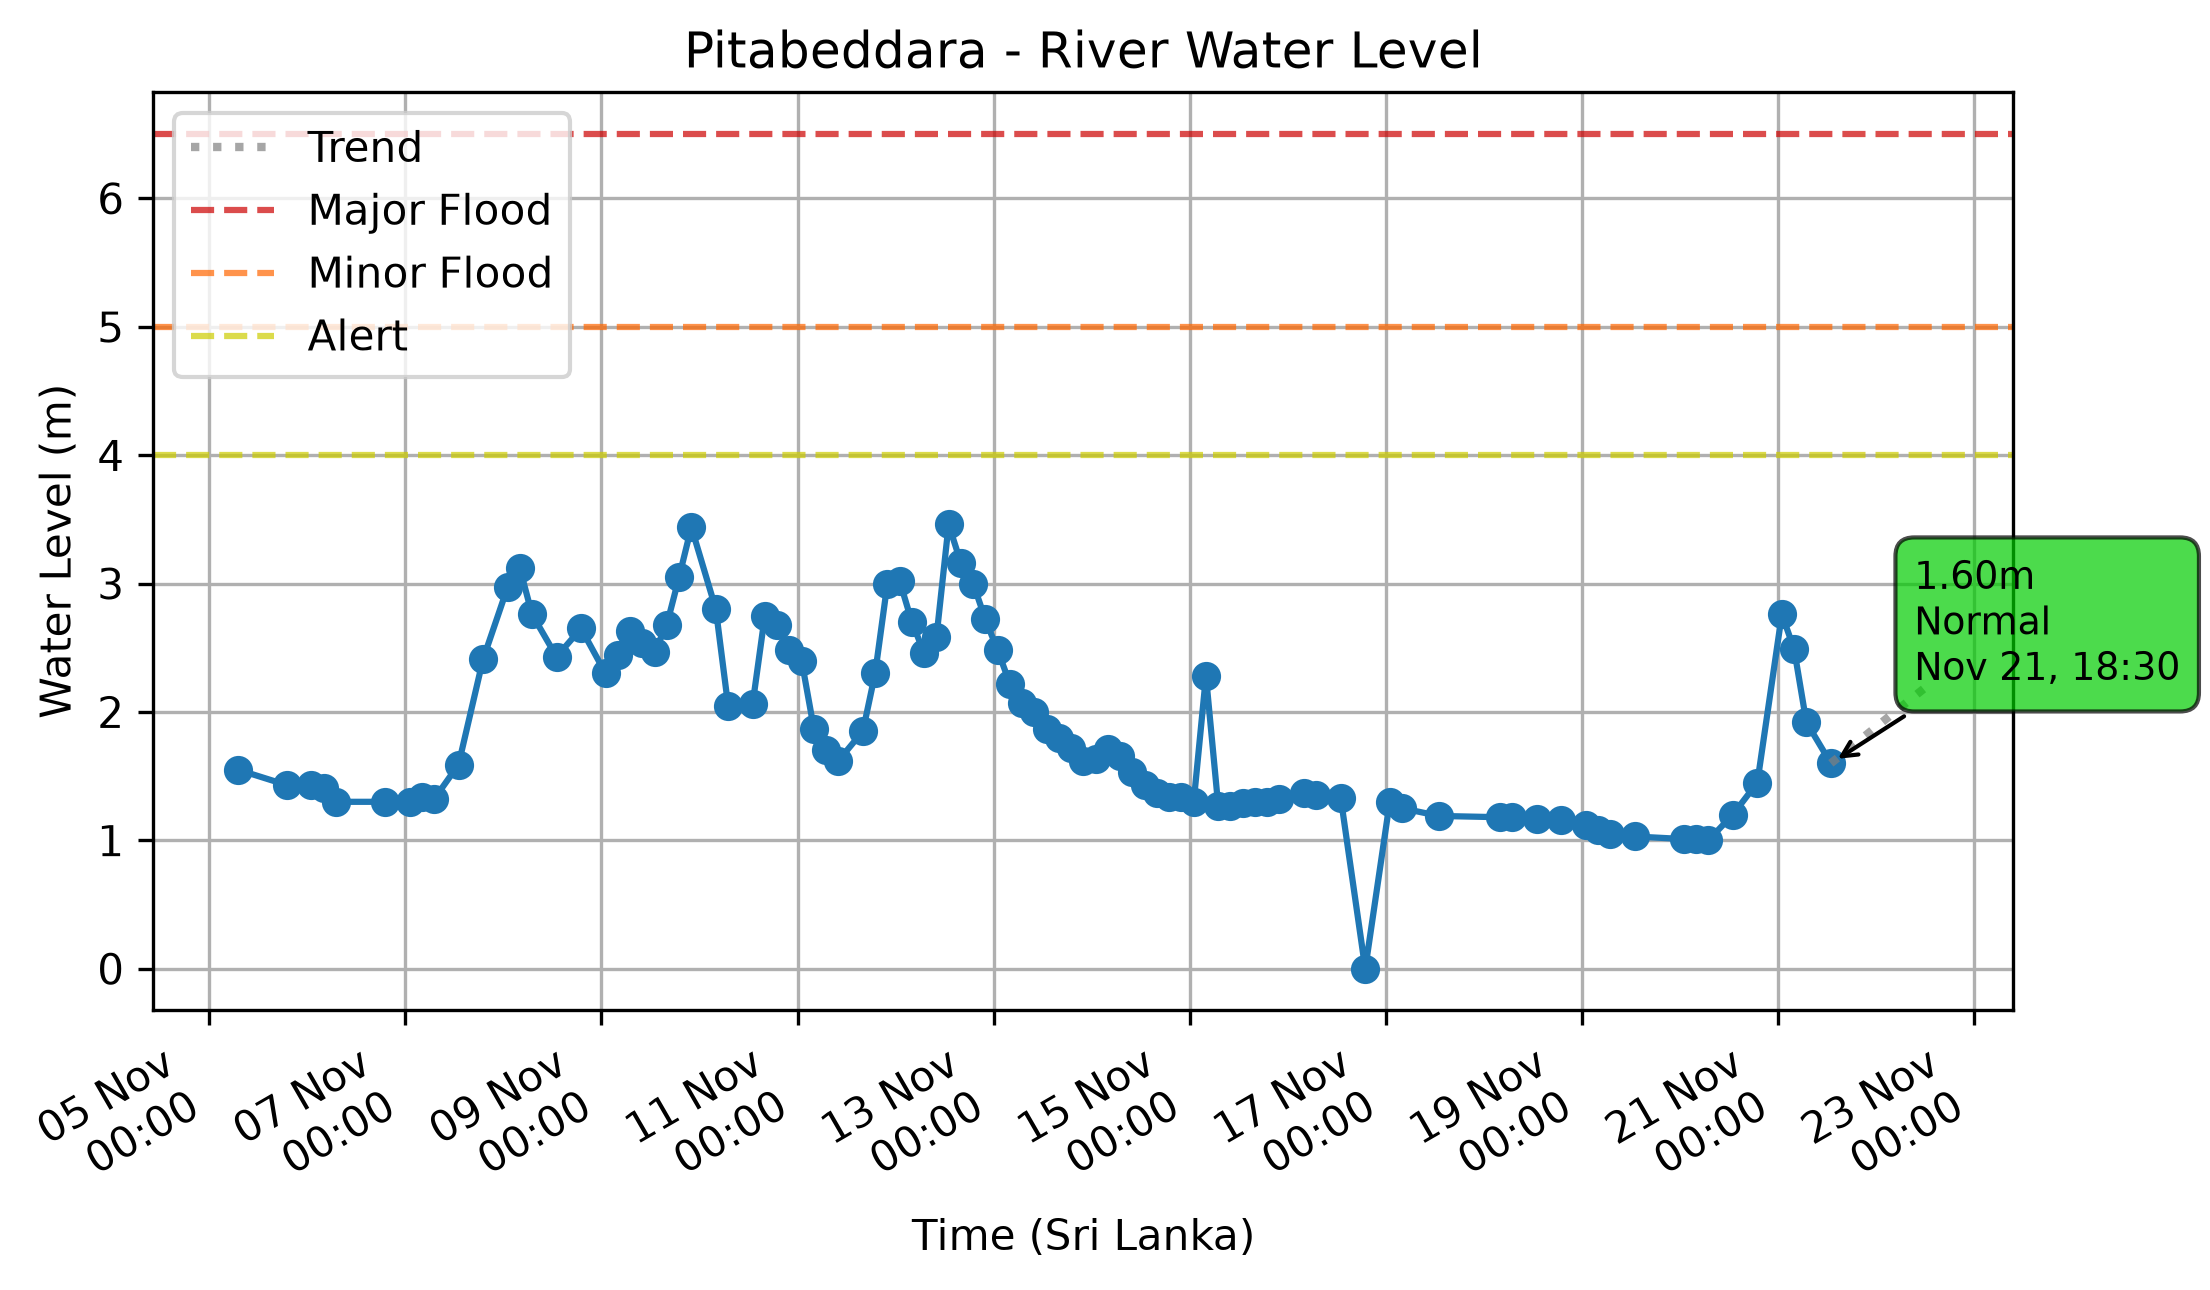 Pitabeddara - River Water Level
Trend
Major Flood
Minor Flood
Alert
Water Level (m)
6
5
4
3
2
1
0
1.60m
Normal
Nov 21, 18:30
05 Nov
00:00
07 Nov
00:00
09 Nov
00:00
11 Nov
00:00
13 Nov
00:00
15 Nov
00:00
17 Nov
00:00
19 Nov
00:00
21 Nov
00:00
23 Nov
00:00
Time (Sri Lanka)